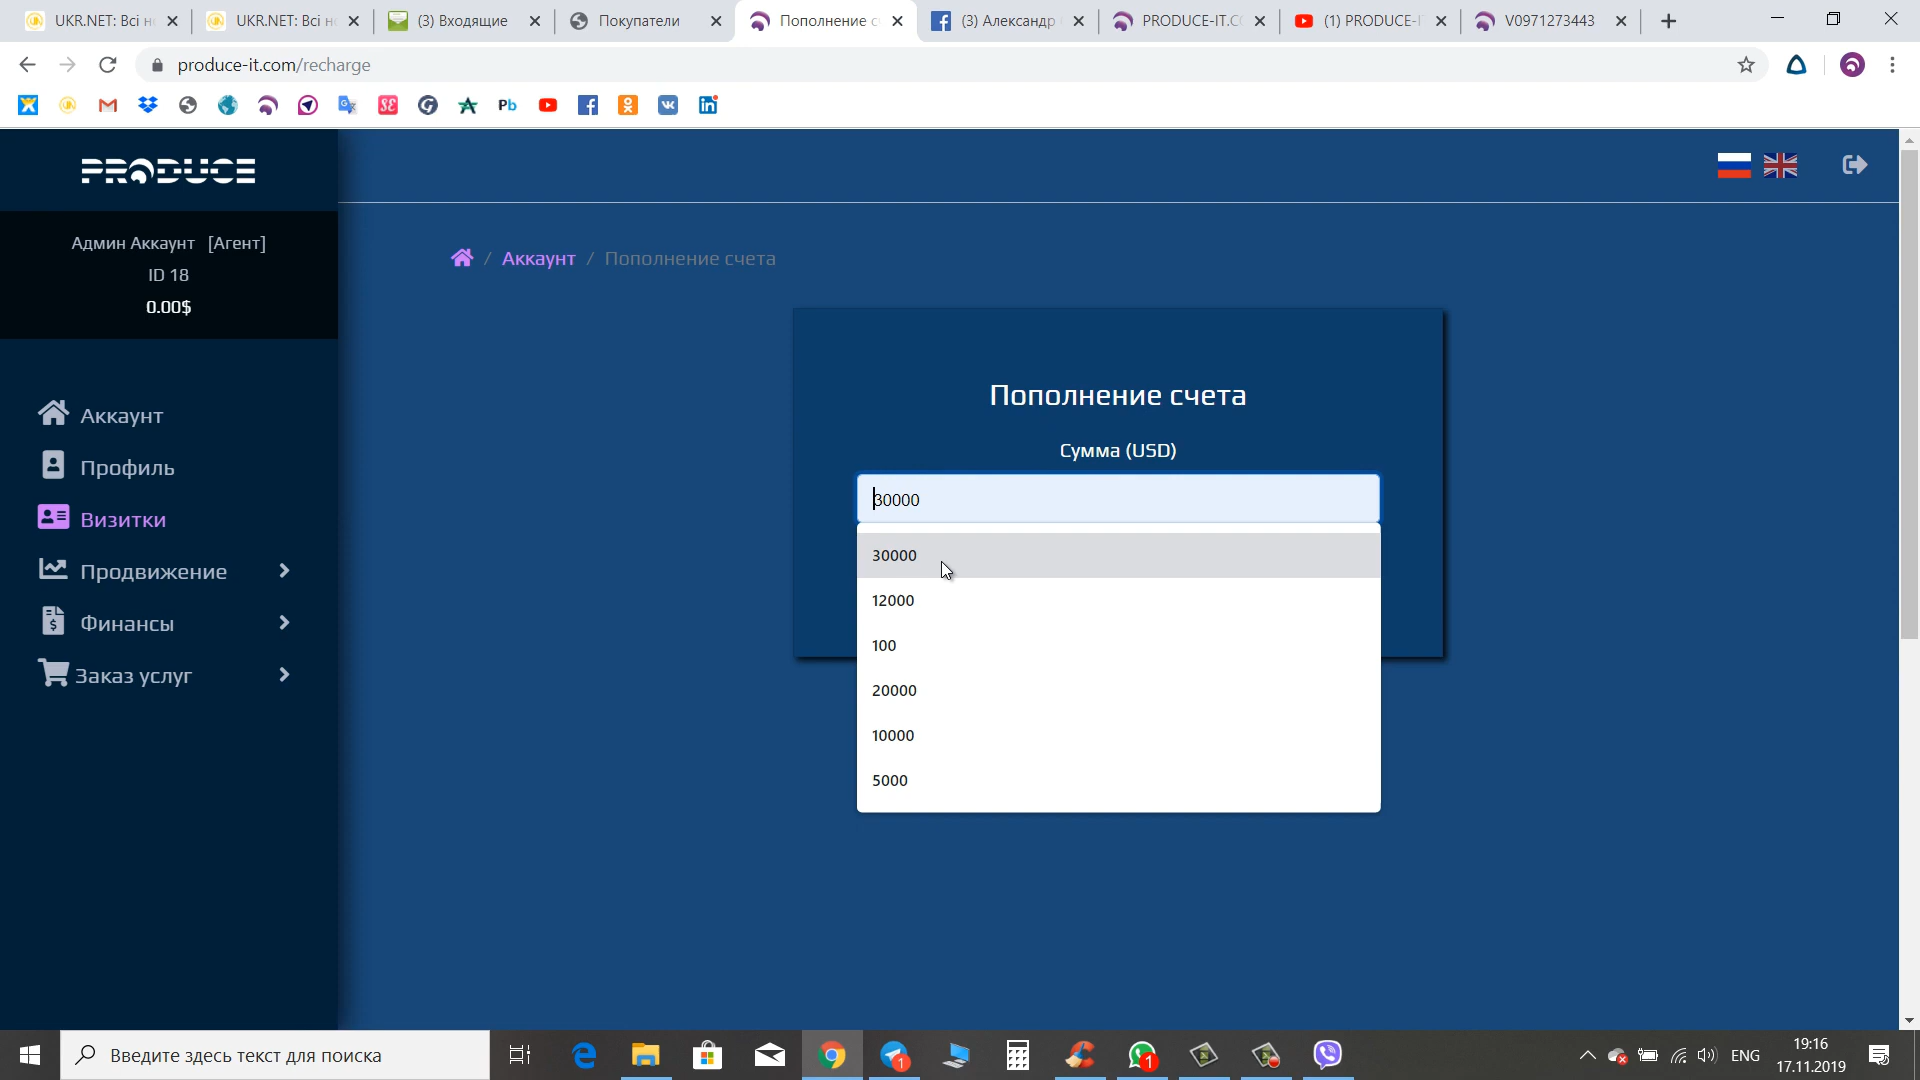 UKR.NET: Всі н
UKR.NET: Всі но
(3) Входящие
Покупатели
Пополнение с
(3) Александр
PRODUCE-IT.C
(1) PRODUCE-I
V0971273443
produce-it.com/recharge
PRODUCE
Админ Аккаунт [Агент]
ID 18
0.00$
/ Аккаунт / Пополнение счета
Аккаунт
Профиль
Визитки
Продвижение
Финансы
Заказ услуг
Пополнение счета
Сумма (USD)
30000
30000
12000
100
20000
10000
5000
Введите здесь текст для поиска
1
1
ENG
19:16
17.11.2019